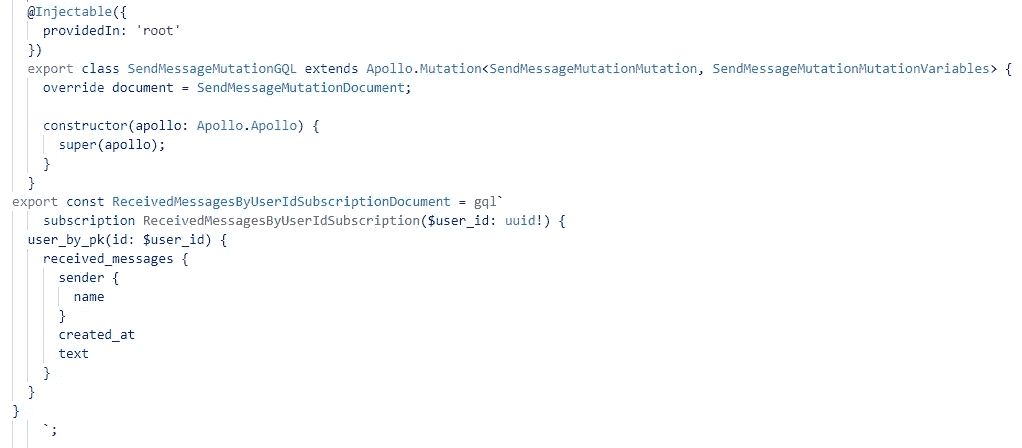 @Injectable({
providedIn: 'root'
})
export class SendMessageMutationGQL extends Apollo.Mutation<SendMessageMutationMutation, SendMessageMutationMutationVariables> {
override document = SendMessageMutationDocument;
constructor(apollo: Apollo.Apollo) {
super(apollo);
}
}
export const ReceivedMessagesByUserIdSubscriptionDocument = gql`
subscription ReceivedMessagesByUserIdSubscription($user_id: uuid!) {
user_by_pk(id: $user_id) {
received_messages {
sender {
name
}
created_at
text
}
}
}
`;